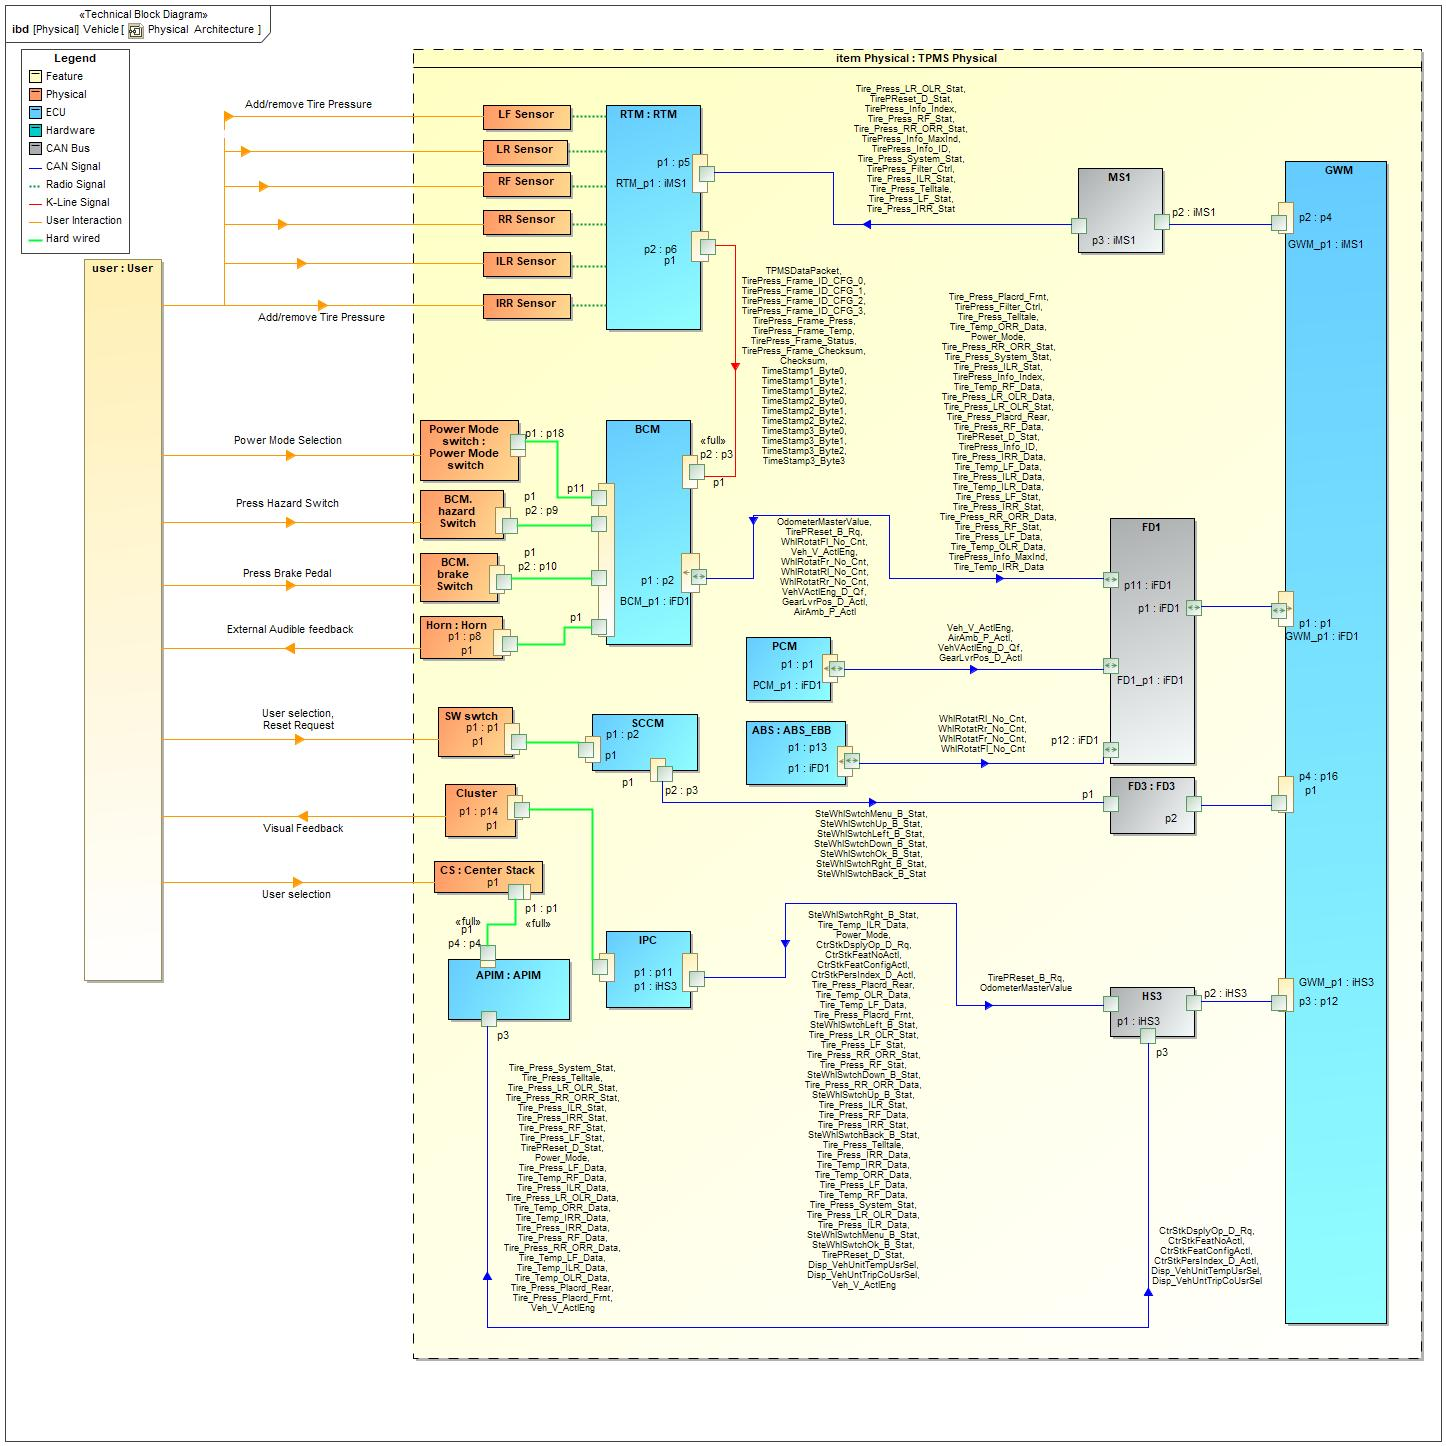 «Technical Block Diagram»
ibd [Physical] Vehicle [ Physical Architecture ]
Legend
Feature
Physical
ECU
Hardware
CAN Bus
CAN Signal
Radio Signal
K-Line Signal
User Interaction
Hard wired
item Physical : TPMS Physical
user : User
Add/remove Tire Pressure
Add/remove Tire Pressure
LF Sensor
LR Sensor
RF Sensor
RR Sensor
ILR Sensor
IRR Sensor
RTM : RTM
p1 : p5
RTM_p1 : iMS1
p2 : p6
p1
Tire_Press_LR_OLR_Stat,
TirePReset_D_Stat,
TirePress_Info_Index,
Tire_Press_RF_Stat,
Tire_Press_RR_ORR_Stat,
TirePress_Info_MaxInd,
TirePress_Info_ID,
Tire_Press_System_Stat,
TirePress_Filter_Ctrl,
Tire_Press_ILR_Stat,
Tire_Press_Telltale,
Tire_Press_LF_Stat,
Tire_Press_IRR_Stat
MS1
p3 : iMS1
p2 : iMS1
GWM
p2 : p4
GWM_p1 : iMS1
TPMSDataPacket,
TirePress_Frame_ID_CFG_0,
TirePress_Frame_ID_CFG_1,
TirePress_Frame_ID_CFG_2,
TirePress_Frame_ID_CFG_3,
TirePress_Frame_Press,
TirePress_Frame_Temp,
TirePress_Frame_Status,
TirePress_Frame_Checksum,
Checksum,
TimeStamp1_Byte0,
TimeStamp1_Byte1,
TimeStamp1_Byte2,
TimeStamp2_Byte0,
TimeStamp2_Byte1,
TimeStamp2_Byte2,
TimeStamp3_Byte0,
TimeStamp3_Byte1,
TimeStamp3_Byte2,
TimeStamp3_Byte3
Tire_Press_Placrd_Frnt,
TirePress_Filter_Ctrl,
Tire_Press_Telltale,
Tire_Temp_ORR_Data,
Power_Mode,
Tire_Press_RR_ORR_Stat,
Tire_Press_System_Stat,
Tire_Press_ILR_Stat,
TirePress_Info_Index,
Tire_Temp_RF_Data,
Tire_Press_LR_OLR_Data,
Tire_Press_LR_OLR_Stat,
Tire_Press_Placrd_Rear,
Tire_Press_RF_Data,
TirePReset_D_Stat,
TirePress_Info_ID,
Tire_Press_IRR_Data,
Tire_Temp_LF_Data,
Tire_Press_ILR_Data,
Tire_Temp_ILR_Data,
Tire_Press_LF_Stat,
Tire_Press_IRR_Stat,
Tire_Press_RR_ORR_Data,
Tire_Press_RF_Stat,
Tire_Press_LF_Data,
Tire_Temp_OLR_Data,
TirePress_Info_MaxInd,
Tire_Temp_IRR_Data
Power Mode Selection
Press Hazard Switch
Press Brake Pedal
External Audible feedback
Power Mode
switch :
Power Mode
switch
p1 : p18
BCM.
hazard
Switch
p1
p2 : p9
BCM.
brake
Switch
p1
p2 : p10
Horn : Horn
p1 : p8
p1
BCM
p11
p1
«full»
p2 : p3
p1
p1 : p2
BCM_p1 : iFD1
OdometerMasterValue,
TirePReset_B_Rq,
WhlRotatFl_No_Cnt,
Veh_V_ActlEng,
WhlRotatFr_No_Cnt,
WhlRotatRl_No_Cnt,
WhlRotatRr_No_Cnt,
VehVActlEng_D_Qf,
GearLvrPos_D_Actl,
AirAmb_P_Actl
FD1
p11 : iFD1
p1 : iFD1
FD1_p1 : iFD1
p12 : iFD1
p1 : p1
GWM_p1 : iFD1
PCM
p1 : p1
PCM_p1 : iFD1
Veh_V_ActlEng,
AirAmb_P_Actl,
VehVActlEng_D_Qf,
GearLvrPos_D_Actl
ABS : ABS_EBB
p1 : p13
p1 : iFD1
WhlRotatRl_No_Cnt,
WhlRotatRr_No_Cnt,
WhlRotatFr_No_Cnt,
WhlRotatFl_No_Cnt
User selection,
Reset Request
SW swtch
p1 : p1
p1
SCCM
p1 : p2
p1
p1
p2 : p3
FD3 : FD3
p1
p2
p4 : p16
p1
SteWhlSwtchMenu_B_Stat,
SteWhlSwtchUp_B_Stat,
SteWhlSwtchLeft_B_Stat,
SteWhlSwtchDown_B_Stat,
SteWhlSwtchOk_B_Stat,
SteWhlSwtchRght_B_Stat,
SteWhlSwtchBack_B_Stat
Visual Feedback
Cluster
p1 : p14
p1
User selection
CS : Center Stack
p1
p1 : p1
«full»
«full»
p1
p4 : p4
APIM : APIM
p3
IPC
p1 : p11
p1 : iHS3
SteWhlSwtchRght_B_Stat,
Tire_Temp_ILR_Data,
Power_Mode,
CtrStkDsplyOp_D_Rq,
CtrStkFeatNoActl,
CtrStkFeatConfigActl,
CtrStkPersIndex_D_Actl,
Tire_Press_Placrd_Rear,
Tire_Temp_OLR_Data,
Tire_Temp_LF_Data,
Tire_Press_Placrd_Frnt,
SteWhlSwtchLeft_B_Stat,
Tire_Press_LR_OLR_Stat,
Tire_Press_LF_Stat,
Tire_Press_RR_ORR_Stat,
Tire_Press_RF_Stat,
SteWhlSwtchDown_B_Stat,
Tire_Press_RR_ORR_Data,
SteWhlSwtchUp_B_Stat,
Tire_Press_ILR_Stat,
Tire_Press_RF_Data,
Tire_Press_IRR_Stat,
SteWhlSwtchBack_B_Stat,
Tire_Press_Telltale,
Tire_Press_IRR_Data,
Tire_Temp_IRR_Data,
Tire_Temp_ORR_Data,
Tire_Press_LF_Data,
Tire_Temp_RF_Data,
Tire_Press_System_Stat,
Tire_Press_LR_OLR_Data,
Tire_Press_ILR_Data,
SteWhlSwtchMenu_B_Stat,
SteWhlSwtchOk_B_Stat,
TirePReset_D_Stat,
Disp_VehUnitTempUsrSel,
Disp_VehUntTripCoUsrSel,
Veh_V_ActlEng
TirePReset_B_Rq,
OdometerMasterValue
HS3
p1 : iHS3
p2 : iHS3
p3
GWM_p1 : iHS3
p3 : p12
Tire_Press_System_Stat,
Tire_Press_Telltale,
Tire_Press_LR_OLR_Stat,
Tire_Press_RR_ORR_Stat,
Tire_Press_ILR_Stat,
Tire_Press_IRR_Stat,
Tire_Press_RF_Stat,
Tire_Press_LF_Stat,
TirePReset_D_Stat,
Power_Mode,
Tire_Press_LF_Data,
Tire_Temp_RF_Data,
Tire_Press_ILR_Data,
Tire_Press_LR_OLR_Data,
Tire_Temp_ORR_Data,
Tire_Temp_IRR_Data,
Tire_Press_IRR_Data,
Tire_Press_RF_Data,
Tire_Press_RR_ORR_Data,
Tire_Temp_LF_Data,
Tire_Temp_ILR_Data,
Tire_Temp_OLR_Data,
Tire_Press_Placrd_Rear,
Tire_Press_Placrd_Frnt,
Veh_V_ActlEng
CtrStkDsplyOp_D_Rq,
CtrStkFeatNoActl,
CtrStkFeatConfigActl,
CtrStkPersIndex_D_Actl,
Disp_VehUnitTempUsrSel,
Disp_VehUntTripCoUsrSel